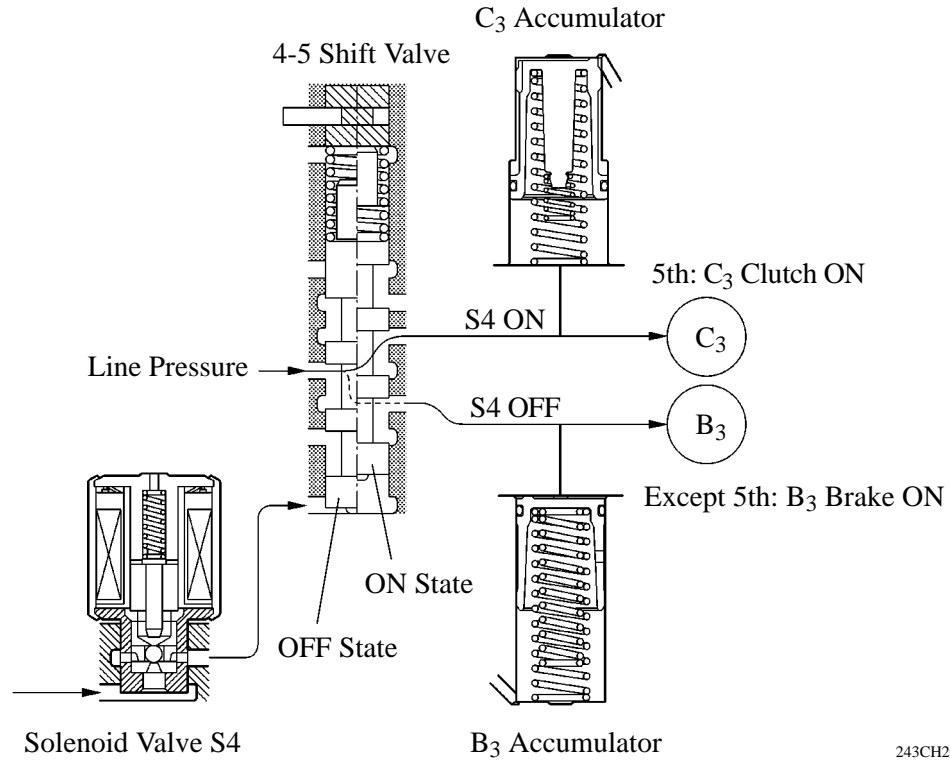 C3 Accumulator
4-5 Shift Valve
5th: C3 Clutch ON
S4 ON
C3
Line Pressure
S4 OFF
B3
Except 5th: B3 Brake ON
ON State
OFF State
Solenoid Valve S4
B3 Accumulator
243CH2